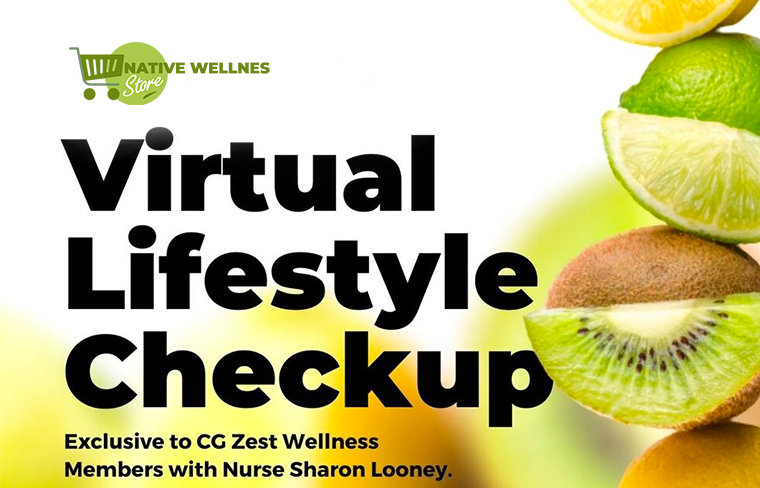 NATIVE WELLNES
Store
Virtual
Lifestyle
Checkup
Exclusive to CG Zest Wellness
Members with Nurse Sharon Looney.